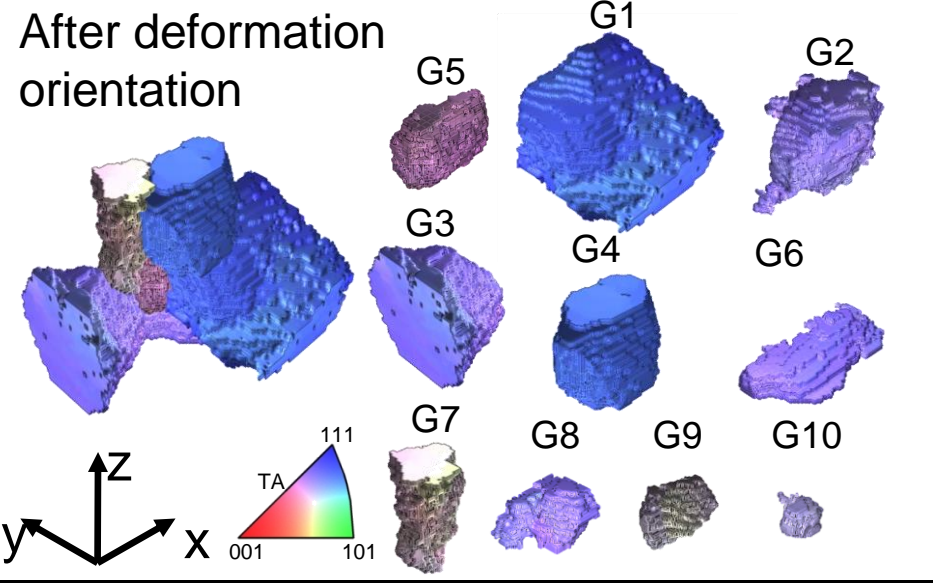 After deformation
orientation
G1
G5
G2
G3
G4
G6
G7
G8
G9
G10
z
y
x
111
TA
001
101